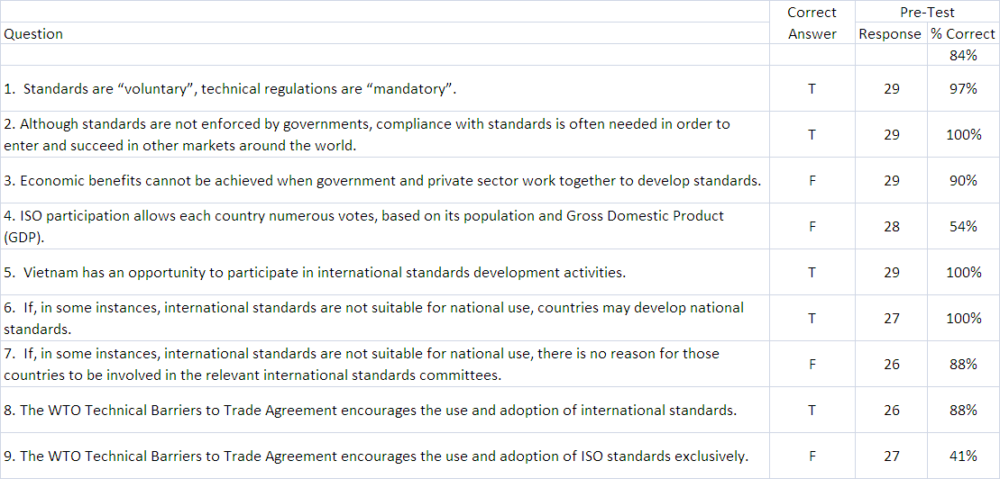 Correct Pre-Test
Question Answer Response % Correct
84%
1.  Standards are “voluntary”, technical regulations are “mandatory”. T 29 97%
2. Although standards are not enforced by governments, compliance with standards is often needed in order to
enter and succeed in other markets around the world. T 29 100%
3. Economic benefits cannot be achieved when government and private sector work together to develop standards. F 29 90%
4. ISO participation allows each country numerous votes, based on its population and Gross Domestic Product
(GDP). F 28 54%
5.  Vietnam has an opportunity to participate in international standards development activities. T 29 100%
6.  If, in some instances, international standards are not suitable for national use, countries may develop national
standards. T 27 100%
7.  If, in some instances, international standards are not suitable for national use, there is no reason for those
countries to be involved in the relevant international standards committees. F 26 88%
8. The WTO Technical Barriers to Trade Agreement encourages the use and adoption of international standards. T 26 88%
9. The WTO Technical Barriers to Trade Agreement encourages the use and adoption of ISO standards exclusively. F 27 41%